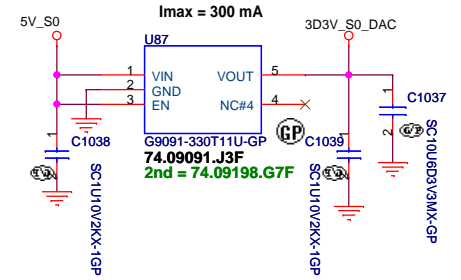 Imax = 300 mA
5V_S0
3D3V_S0_DAC
U87
1 VIN VOUT 5
2 GND
3 EN NC#4 4
GP
G9091-330T11U-GP
74.09091.J3F
2nd = 74.09198.G7F
1
C1038
SC1U10V2KX-1GP
1
C1039
SC1U10V2KX-1GP
1
2
C1037
SC10U6D3V3MX-GP